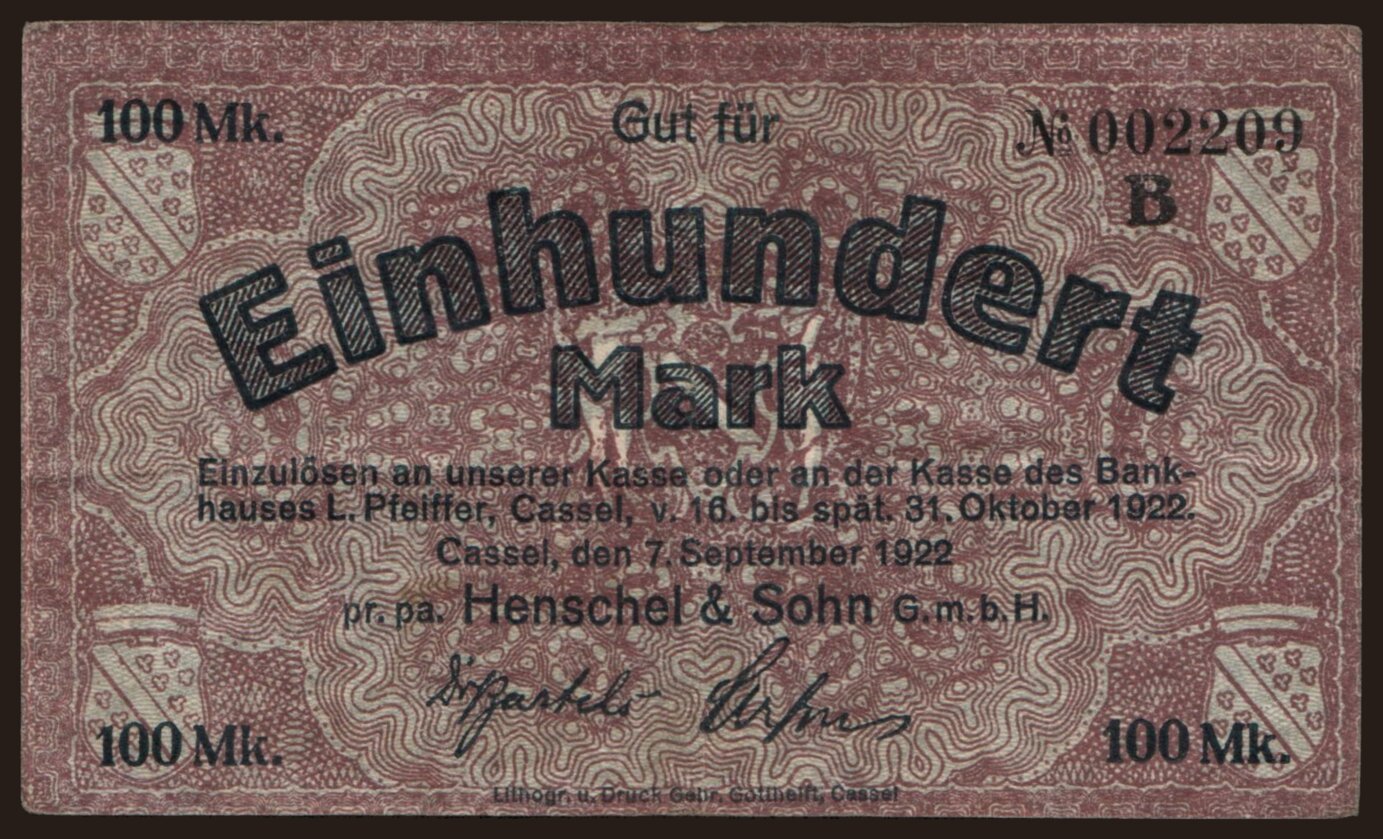 100 Mk.
Gut für
№ 002209
B
Einhundert
Mark
Einzulösen an unserer Kasse oder an der Kasse des Bank-
hauses L. Pfeiffer, Cassel, v. 16. bis spät. 31. Oktober 1922.
Cassel, den 7. September 1922
pr. pa. Henschel & Sohn G.m.b.H.
100 Mk.
100 Mk.
Lithogr. u. Druck Gebr. Gotthelft, Cassel